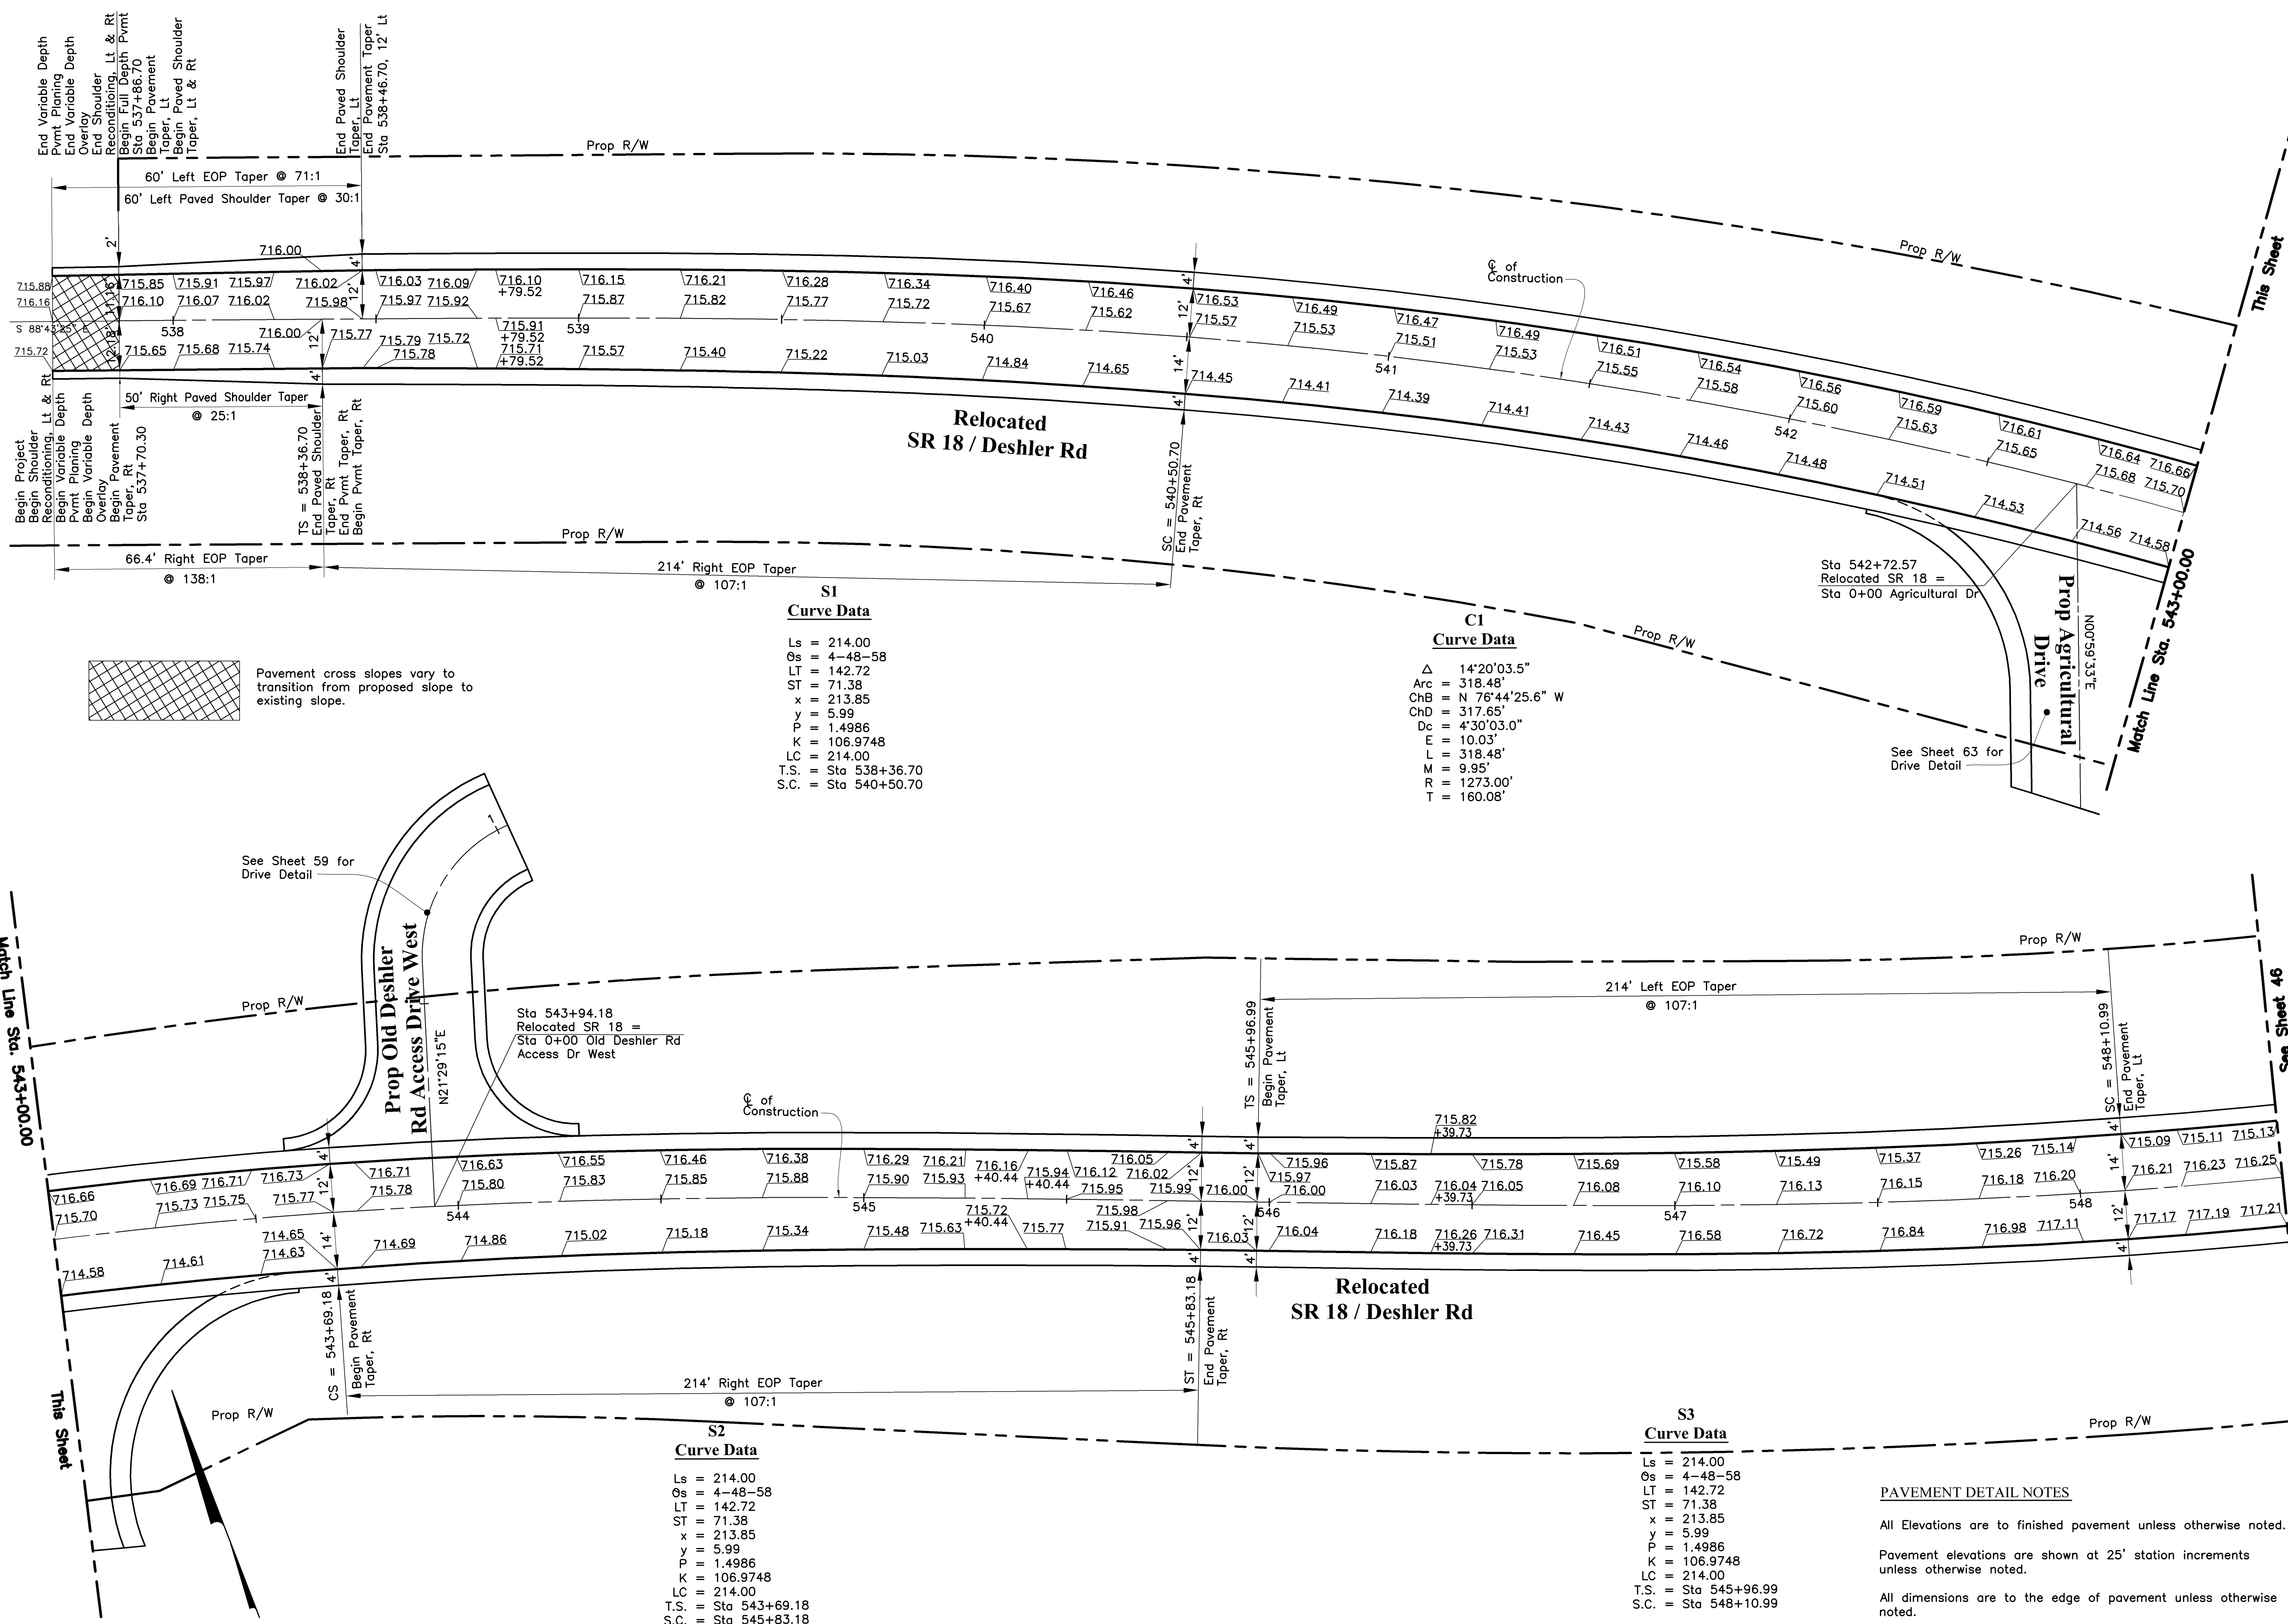 End Variable Depth
Pvmt Planing
End Variable Depth
Overlay
End Shoulder
Reconditioing, Lt & Rt
Begin Full Depth Pvmt
Sta 537+86.70
Begin Pavement
Taper, Lt
Begin Paved Shoulder
Taper, Lt & Rt
End Paved Shoulder
Taper, Lt
End Pavement Taper
Sta 538+46.70, 12' Lt
Prop R/W
60' Left EOP Taper @ 71:1
60' Left Paved Shoulder Taper @ 30:1
2'
716.00
4'
715.88
715.85 715.91 715.97 716.02 716.03 716.09 716.10 716.15 716.21 716.28 716.34 716.40 716.46 716.53 716.49 716.47 716.49 716.51 716.54 716.56 716.59 716.61 716.64 716.66
+79.52
716.16
11.16'
716.10 716.07 716.02 715.98 715.97 715.92 715.87 715.82 715.77 715.72 715.67 715.62 715.57 715.53 715.51 715.53 715.55 715.58 715.60 715.63 715.65 715.68 715.70
12'
S 88°43'25" E
538
716.00
715.77
715.91
+79.52
539
540
541
542
715.72
12.18'
715.65 715.68 715.74
12'
715.79
715.78
715.72
715.71
+79.52
715.57 715.40 715.22 715.03 714.84 714.65 714.45 714.41 714.39 714.41 714.43 714.46 714.48 714.51 714.53 714.56 714.58
4'
12'
14'
4'
4'
℄ of
Construction
Prop R/W
This Sheet
Match Line Sta. 543+00.00
50' Right Paved Shoulder Taper
@ 25:1
Relocated
SR 18 / Deshler Rd
Begin Project
Begin Shoulder
Reconditioning, Lt & Rt
Begin Variable Depth
Pvmt Planing
Begin Variable Depth
Overlay
Begin Pavement
Taper, Rt
Sta 537+70.30
TS = 538+36.70
End Paved Shoulder
Taper, Rt
End Pvmt Taper, Rt
Begin Pvmt Taper, Rt
SC = 540+50.70
End Pavement
Taper, Rt
Prop R/W
66.4' Right EOP Taper
@ 138:1
214' Right EOP Taper
@ 107:1
Sta 542+72.57
Relocated SR 18 =
Sta 0+00 Agricultural Dr
Prop R/W
Prop Agricultural
Drive
N00°59'33"E
See Sheet 63 for
Drive Detail
Pavement cross slopes vary to
transition from proposed slope to
existing slope.
S1
Curve Data
Ls = 214.00
Θs = 4-48-58
LT = 142.72
ST = 71.38
x = 213.85
y = 5.99
P = 1.4986
K = 106.9748
LC = 214.00
T.S. = Sta 538+36.70
S.C. = Sta 540+50.70
C1
Curve Data
△ 14°20'03.5"
Arc = 318.48'
ChB = N 76°44'25.6" W
ChD = 317.65'
Dc = 4°30'03.0"
E = 10.03'
L = 318.48'
M = 9.95'
R = 1273.00'
T = 160.08'
1
See Sheet 59 for
Drive Detail
Prop Old Deshler
Rd Access Drive West
N21°29'15"E
Match Line Sta. 543+00.00
This Sheet
Prop R/W
Sta 543+94.18
Relocated SR 18 =
Sta 0+00 Old Deshler Rd
Access Dr West
℄ of
Construction
TS = 545+96.99
Begin Pavement
Taper, Lt
214' Left EOP Taper
@ 107:1
Prop R/W
SC = 548+10.99
End Pavement
Taper, Lt
See Sheet 46
4'
4'
4'
4'
715.82
+39.73
716.66 716.69 716.71 716.73 716.71 716.63 716.55 716.46 716.38 716.29 716.21 716.16 716.12 716.05 715.96 715.87 715.78 715.69 715.58 715.49 715.37 715.26 715.14 715.09 715.11 715.13
+40.44
715.94
+40.44
716.02
715.97
715.70 715.73 715.75 715.77 715.78 715.80 715.83 715.85 715.88 715.90 715.93 715.95 715.99 716.00 716.00 716.03 716.04 716.05 716.08 716.10 716.13 716.15 716.18 716.20 716.21 716.23 716.25
+39.73
715.98
12'
12'
12'
14'
544
545
546
547
548
714.58 714.61 714.63 714.65 714.69 714.86 715.02 715.18 715.34 715.48 715.63 715.72 715.77 715.91 715.96 716.03 716.04 716.18 716.26 716.31 716.45 716.58 716.72 716.84 716.98 717.11 717.17 717.19 717.21
+40.44
+39.73
14'
12'
12'
12'
4'
4'
4'
4'
CS = 543+69.18
Begin Pavement
Taper, Rt
ST = 545+83.18
End Pavement
Taper, Rt
Relocated
SR 18 / Deshler Rd
214' Right EOP Taper
@ 107:1
Prop R/W
Prop R/W
S2
Curve Data
Ls = 214.00
Θs = 4-48-58
LT = 142.72
ST = 71.38
x = 213.85
y = 5.99
P = 1.4986
K = 106.9748
LC = 214.00
T.S. = Sta 543+69.18
S.C. = Sta 545+83.18
S3
Curve Data
Ls = 214.00
Θs = 4-48-58
LT = 142.72
ST = 71.38
x = 213.85
y = 5.99
P = 1.4986
K = 106.9748
LC = 214.00
T.S. = Sta 545+96.99
S.C. = Sta 548+10.99
PAVEMENT DETAIL NOTES
All Elevations are to finished pavement unless otherwise noted.
Pavement elevations are shown at 25' station increments
unless otherwise noted.
All dimensions are to the edge of pavement unless otherwise
noted.